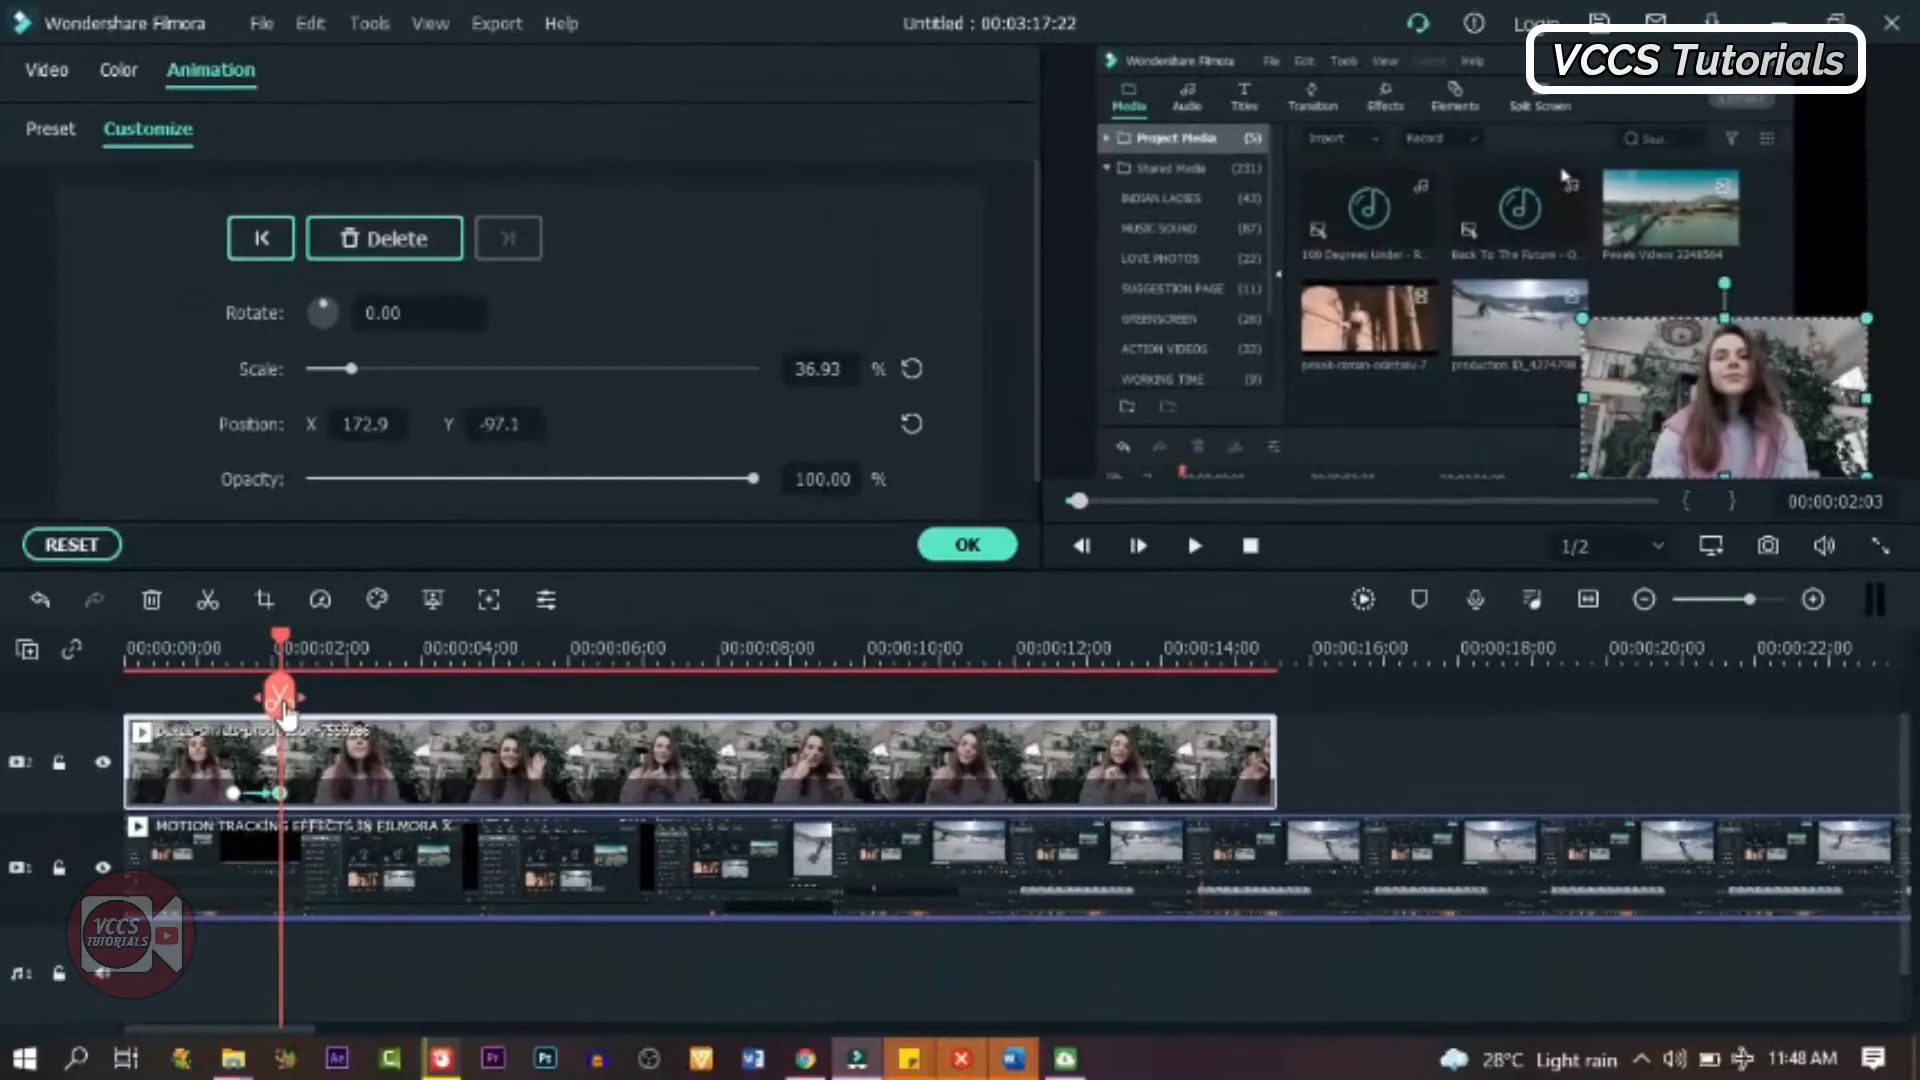 Wondershare Filmora File Edit Tools View Export Help Untitled : 00:03:17:22 Login
VCCS Tutorials
Video Color Animation
Preset Customize
Delete
Rotate: 0.00
Scale: 36.93 %
Position: X 172.9 Y -97.1
Opacity: 100.00 %
RESET OK
Wondershare Filmora File Edit Tools View Help
Media Audio Titles Transition Effects Elements Split Screen
Project Media (5) Import Record
Shared Media (231)
INDIAN LADIES (43)
MUSIC SOUND (87)
LOVE PHOTOS (22)
SUGGESTION PAGE (11)
GREENSCREEN (26)
ACTION VIDEOS (22)
WORKING TIME (9)
100 Degrees Under - R... Back To The Future - O... Pexels Videos 2248564
production ID_4274798
00:00:02:03
1/2
00:00:00:00 00:00:02:00 00:00:04:00 00:00:06:00 00:00:08:00 00:00:10:00 00:00:12:00 00:00:14:00 00:00:16:00 00:00:18:00 00:00:20:00 00:00:22:00
2
MOTION TRACKING EFFECTS IN FILMORA X
1
VCCS
TUTORIALS
1
Ae Pr Ps 28°C Light rain 11:48 AM